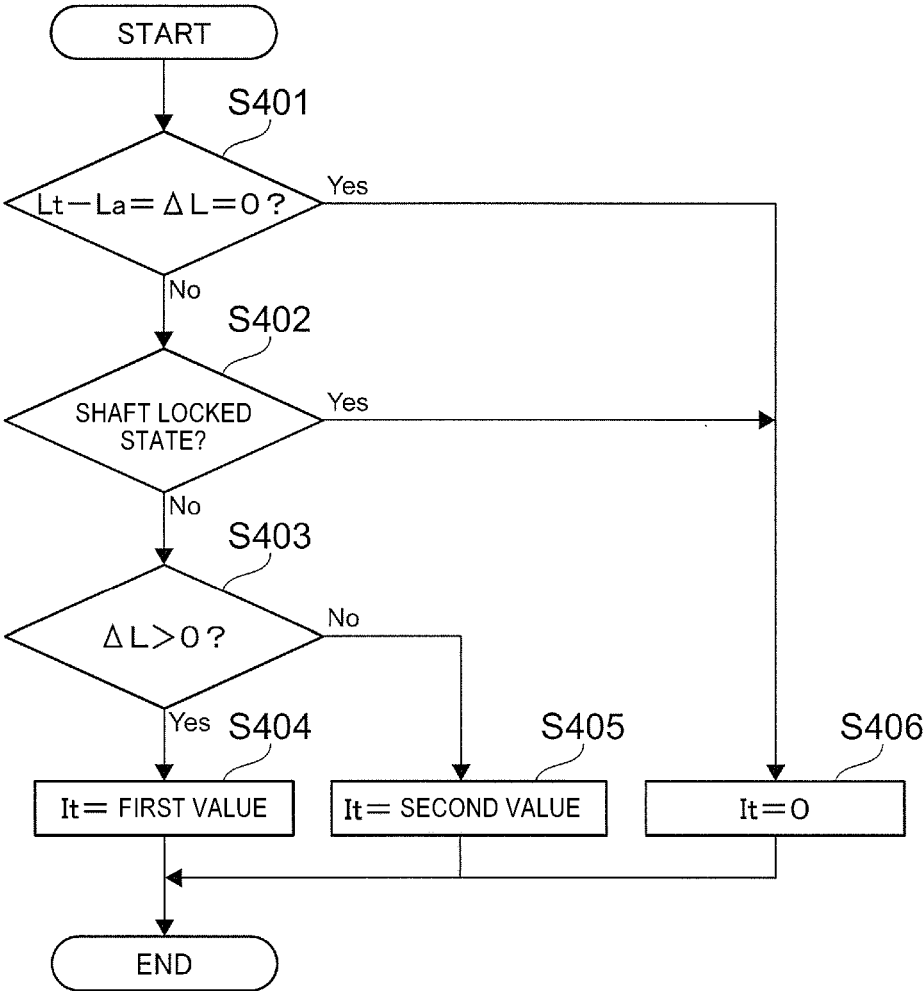 START
S401
Lt−La=ΔL=0?
Yes
No
S402
SHAFT LOCKED
STATE?
Yes
No
S403
ΔL>0?
No
Yes
S404
S405
S406
It= FIRST VALUE
It= SECOND VALUE
It=0
END